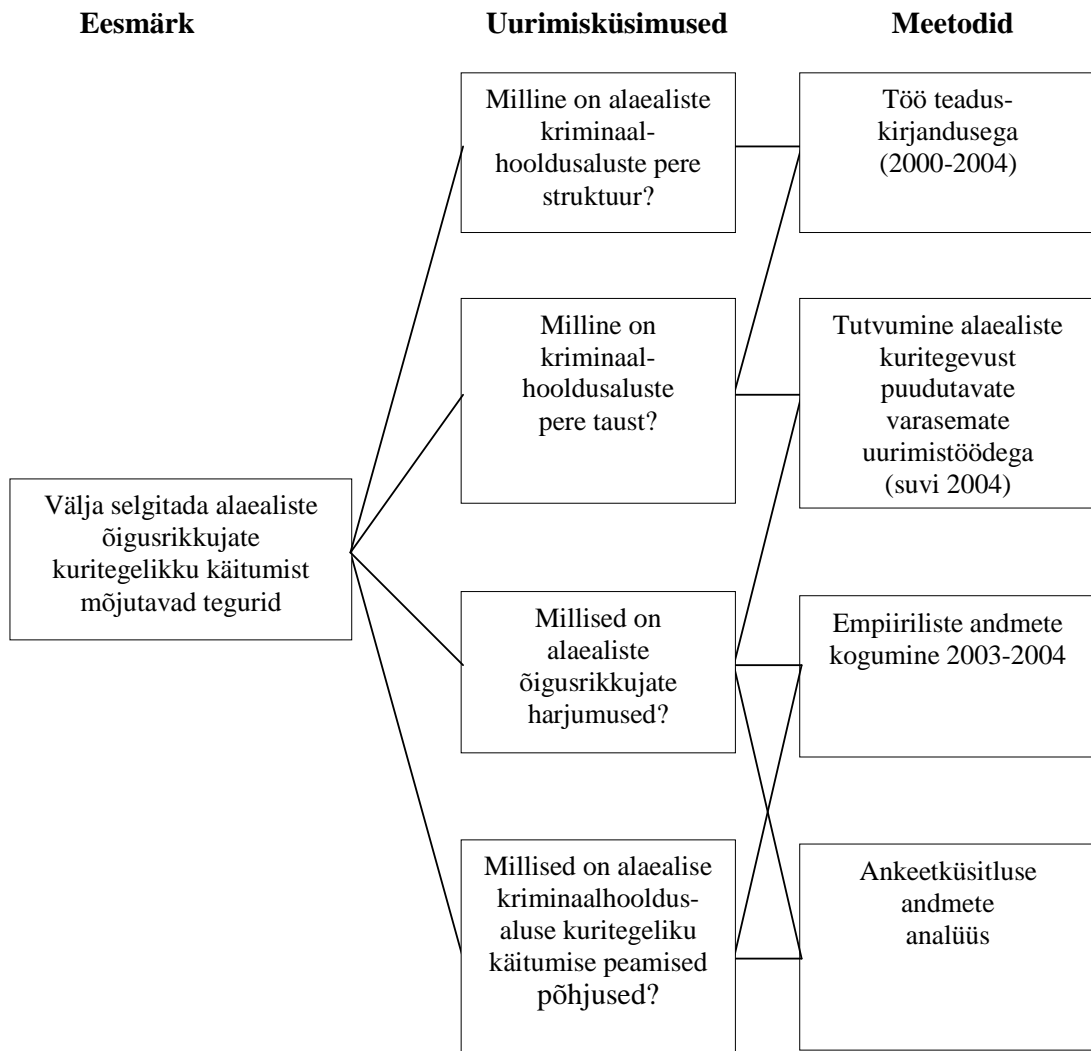 Eesmärk
Uurimisküsimused
Meetodid
Välja selgitada alaealiste
õigusrikkujate
kuritegelikku käitumist
mõjutavad tegurid
Milline on alaealiste
kriminaal-
hooldusaluste pere
struktuur?
Milline on
kriminaal-
hooldusaluste
pere taust?
Millised on
alaealiste
õigusrikkujate
harjumused?
Millised on alaealise
kriminaalhooldus-
aluse kuritegeliku
käitumise peamised
põhjused?
Töö teadus-
kirjandusega
(2000-2004)
Tutvumine alaealiste
kuritegevust
puudutavate
varasemate
uurimistöödega
(suvi 2004)
Empiiriliste andmete
kogumine 2003-2004
Ankeetküsitluse
andmete
analüüs